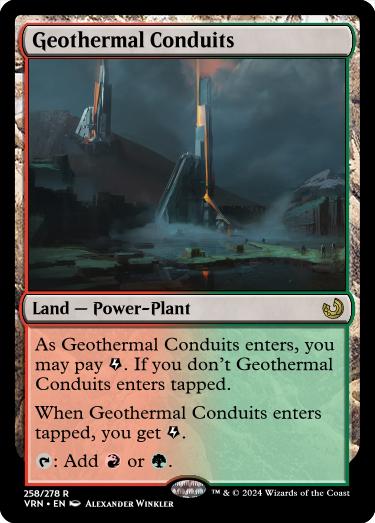 Geothermal Conduits
Land — Power-Plant
As Geothermal Conduits enters, you
may pay . If you don't Geothermal
Conduits enters tapped.
When Geothermal Conduits enters
tapped, you get .
: Add or .
258/278 R
VRN • EN Alexander Winkler
™ & © 2024 Wizards of the Coast